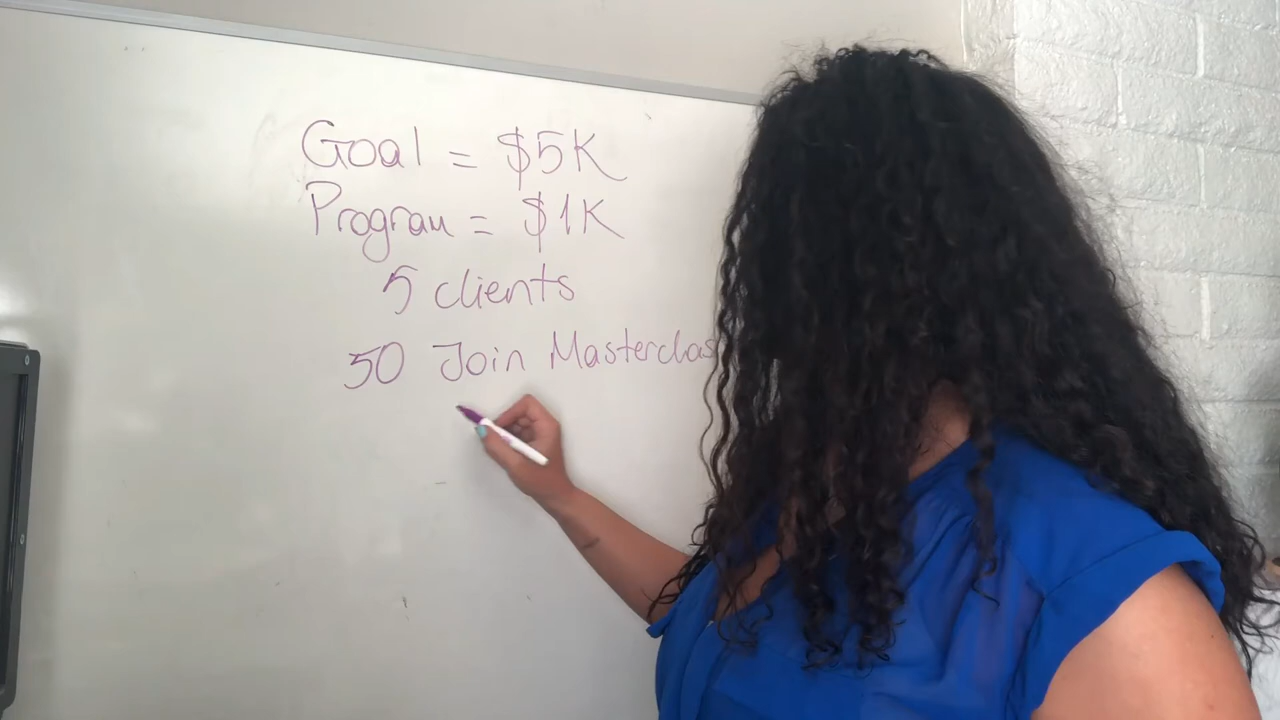 Goal = $5K
Program = $1K
5 clients
50 Join Masterclas